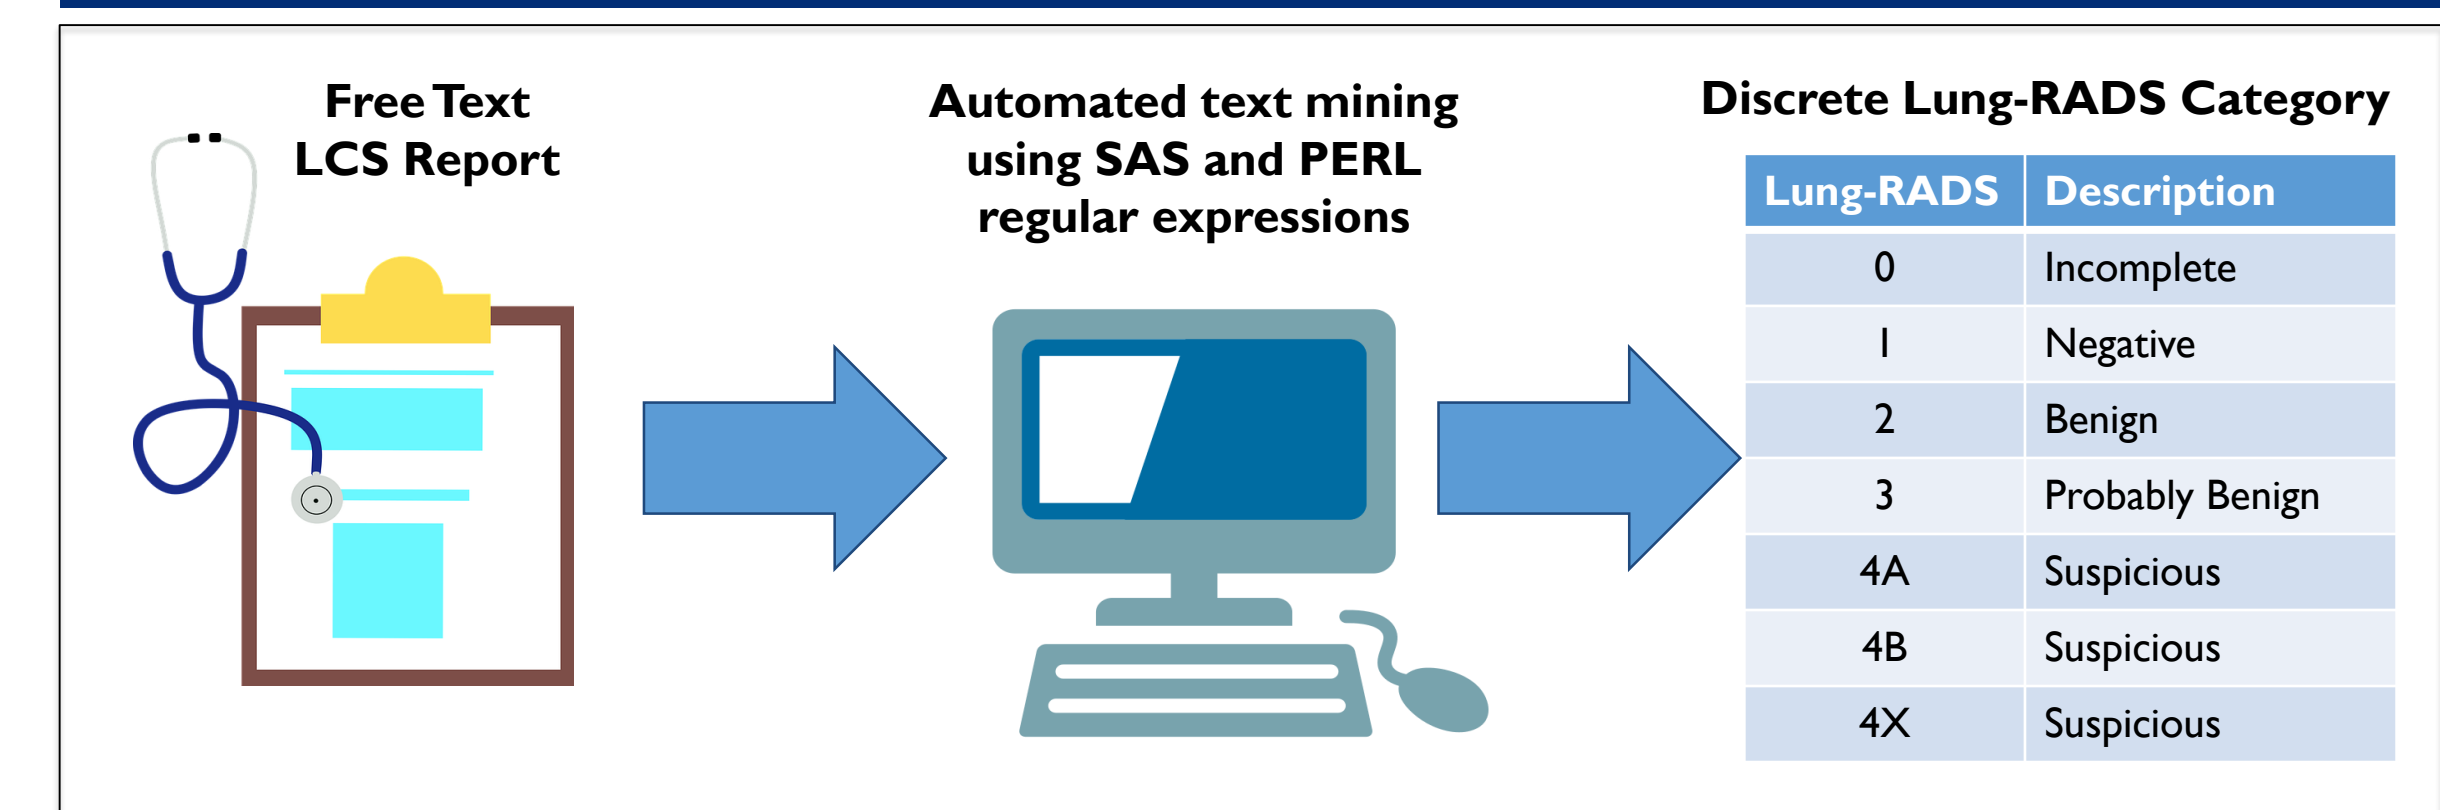 Free Text
LCS Report
Automated text mining
using SAS and PERL
regular expressions
Discrete Lung-RADS Category
Lung-RADS Description
0 Incomplete
1 Negative
2 Benign
3 Probably Benign
4A Suspicious
4B Suspicious
4X Suspicious